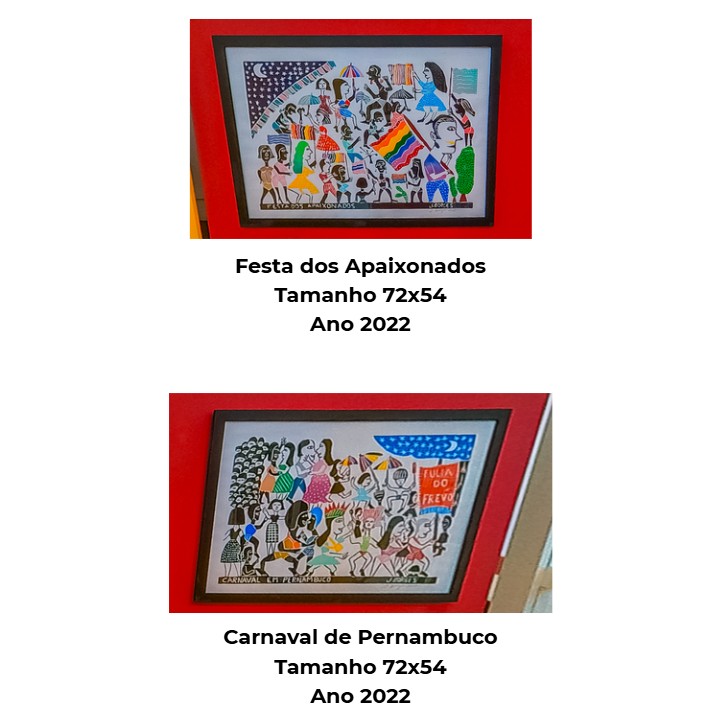 FESTA DOS APAIXONADOS J.BORGES
Festa dos Apaixonados
Tamanho 72x54
Ano 2022
FOLIA
DO
FREVO
CARNAVAL EM PERNAMBUCO J.BORGES
Carnaval de Pernambuco
Tamanho 72x54
Ano 2022